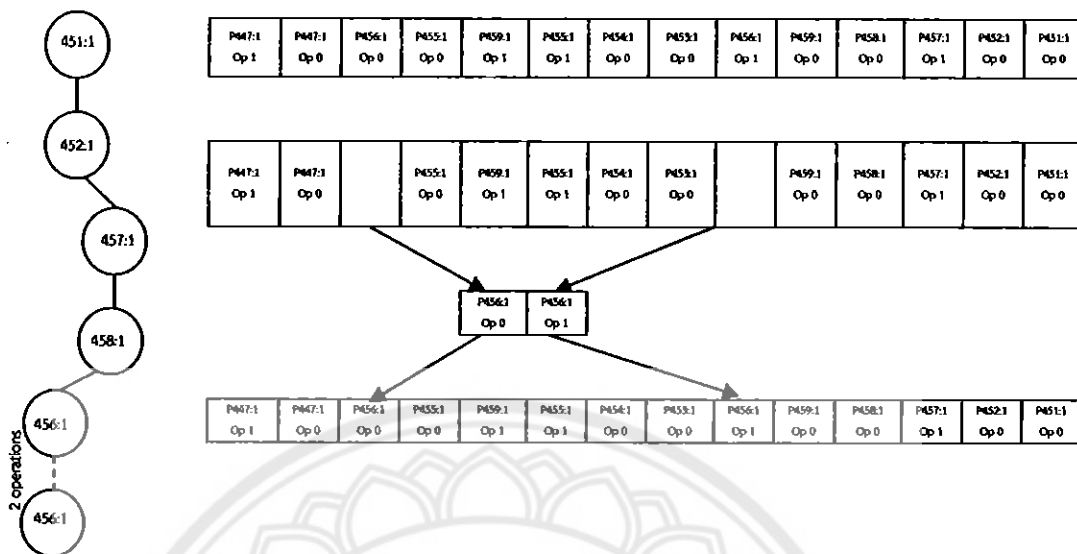 451:1
452:1
457:1
458:1
456:1
2 operations
456:1
P447:1 P447:1 P456:1 P455:1 P459:1 P455:1 P454:1 P453:1 P456:1 P459:1 P458:1 P457:1 P452:1 P451:1
Op 1 Op 0 Op 0 Op 0 Op 1 Op 1 Op 0 Op 0 Op 1 Op 0 Op 0 Op 1 Op 0 Op 0
P447:1 P447:1 P455:1 P459:1 P455:1 P454:1 P453:1 P459:1 P458:1 P457:1 P452:1 P451:1
Op 1 Op 0 Op 0 Op 1 Op 1 Op 0 Op 0 Op 0 Op 0 Op 1 Op 0 Op 0
P456:1 P456:1
Op 0 Op 1
P447:1 P447:1 P456:1 P455:1 P459:1 P455:1 P454:1 P453:1 P456:1 P459:1 P458:1 P457:1 P452:1 P451:1
Op 1 Op 0 Op 0 Op 0 Op 1 Op 1 Op 0 Op 0 Op 1 Op 0 Op 0 Op 1 Op 0 Op 0